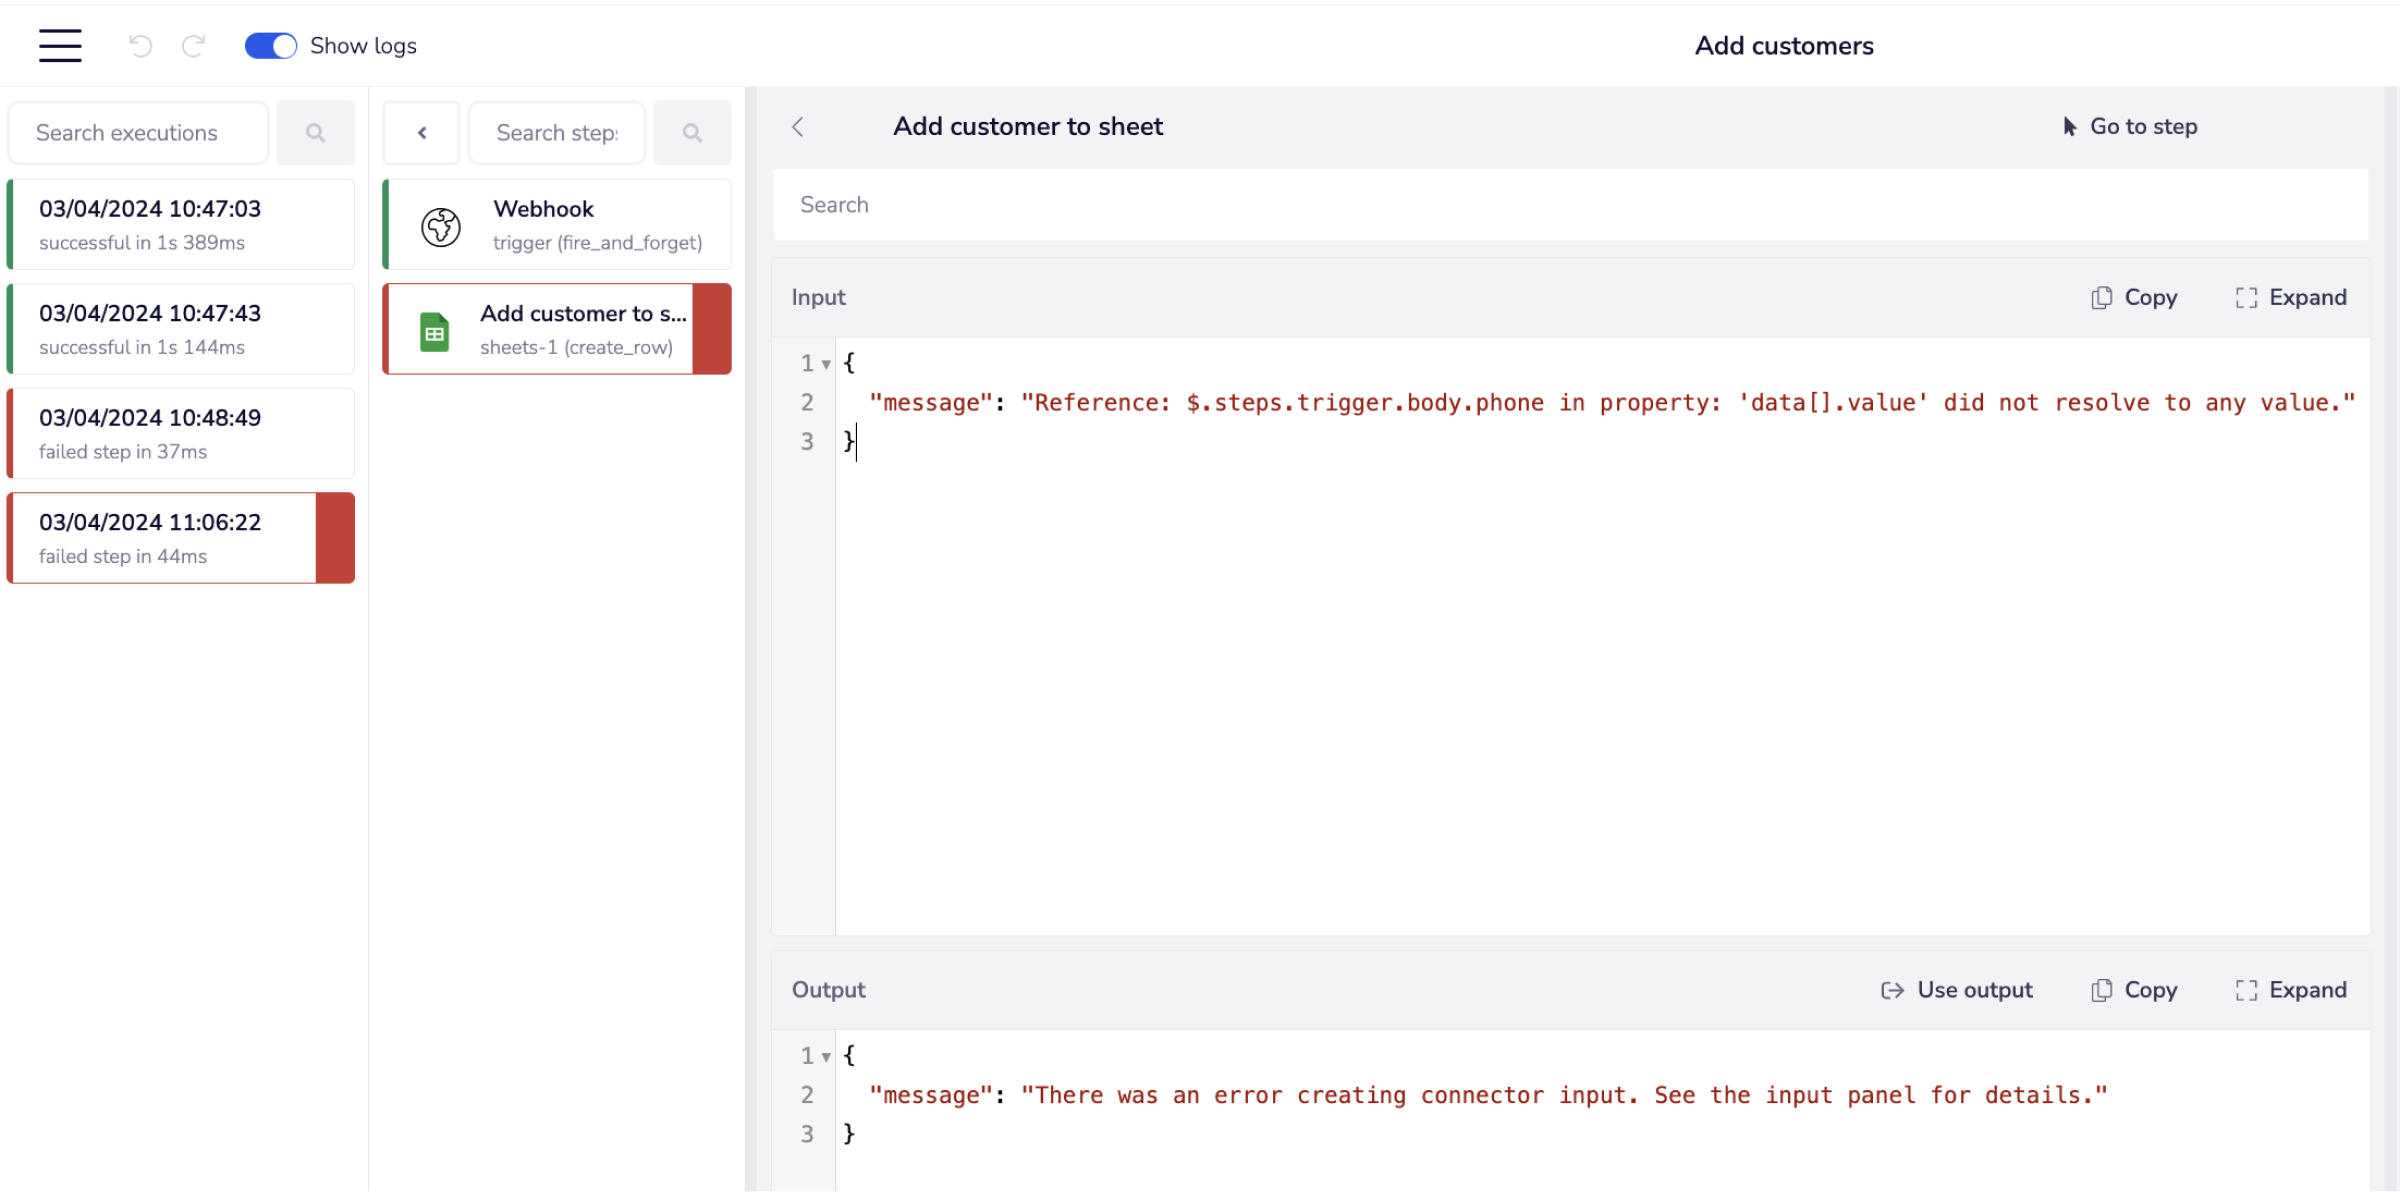 Show logs
Add customers
Search executions
03/04/2024 10:47:03
successful in 1s 389ms
03/04/2024 10:47:43
successful in 1s 144ms
03/04/2024 10:48:49
failed step in 37ms
03/04/2024 11:06:22
failed step in 44ms
Search step
Webhook
trigger (fire_and_forget)
Add customer to s...
sheets-1 (create_row)
Add customer to sheet
Go to step
Search
Input
Copy
Expand
1 {
2 "message": "Reference: $.steps.trigger.body.phone in property: 'data[].value' did not resolve to any value."
3 }
Output
Use output
Copy
Expand
1 {
2 "message": "There was an error creating connector input. See the input panel for details."
3 }